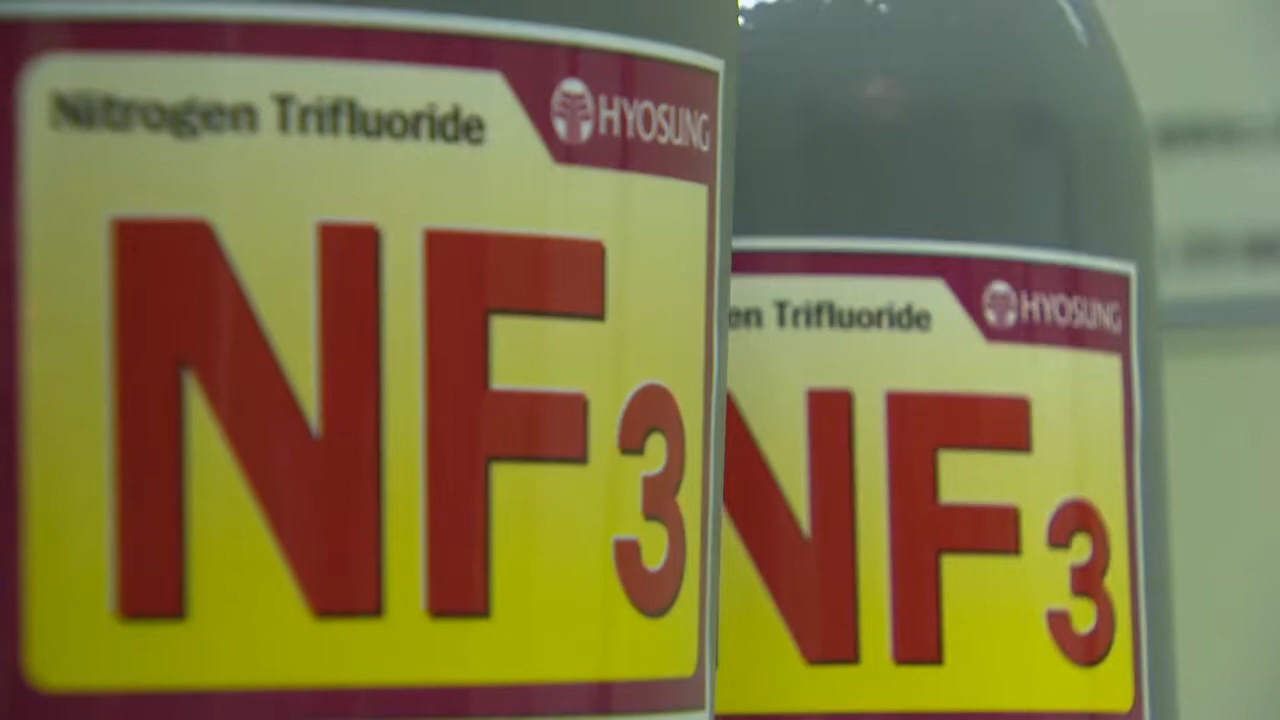 Nitrogen Trifluoride
HYOSUNG
NF3
en Trifluoride
HYOSUNG
NF3